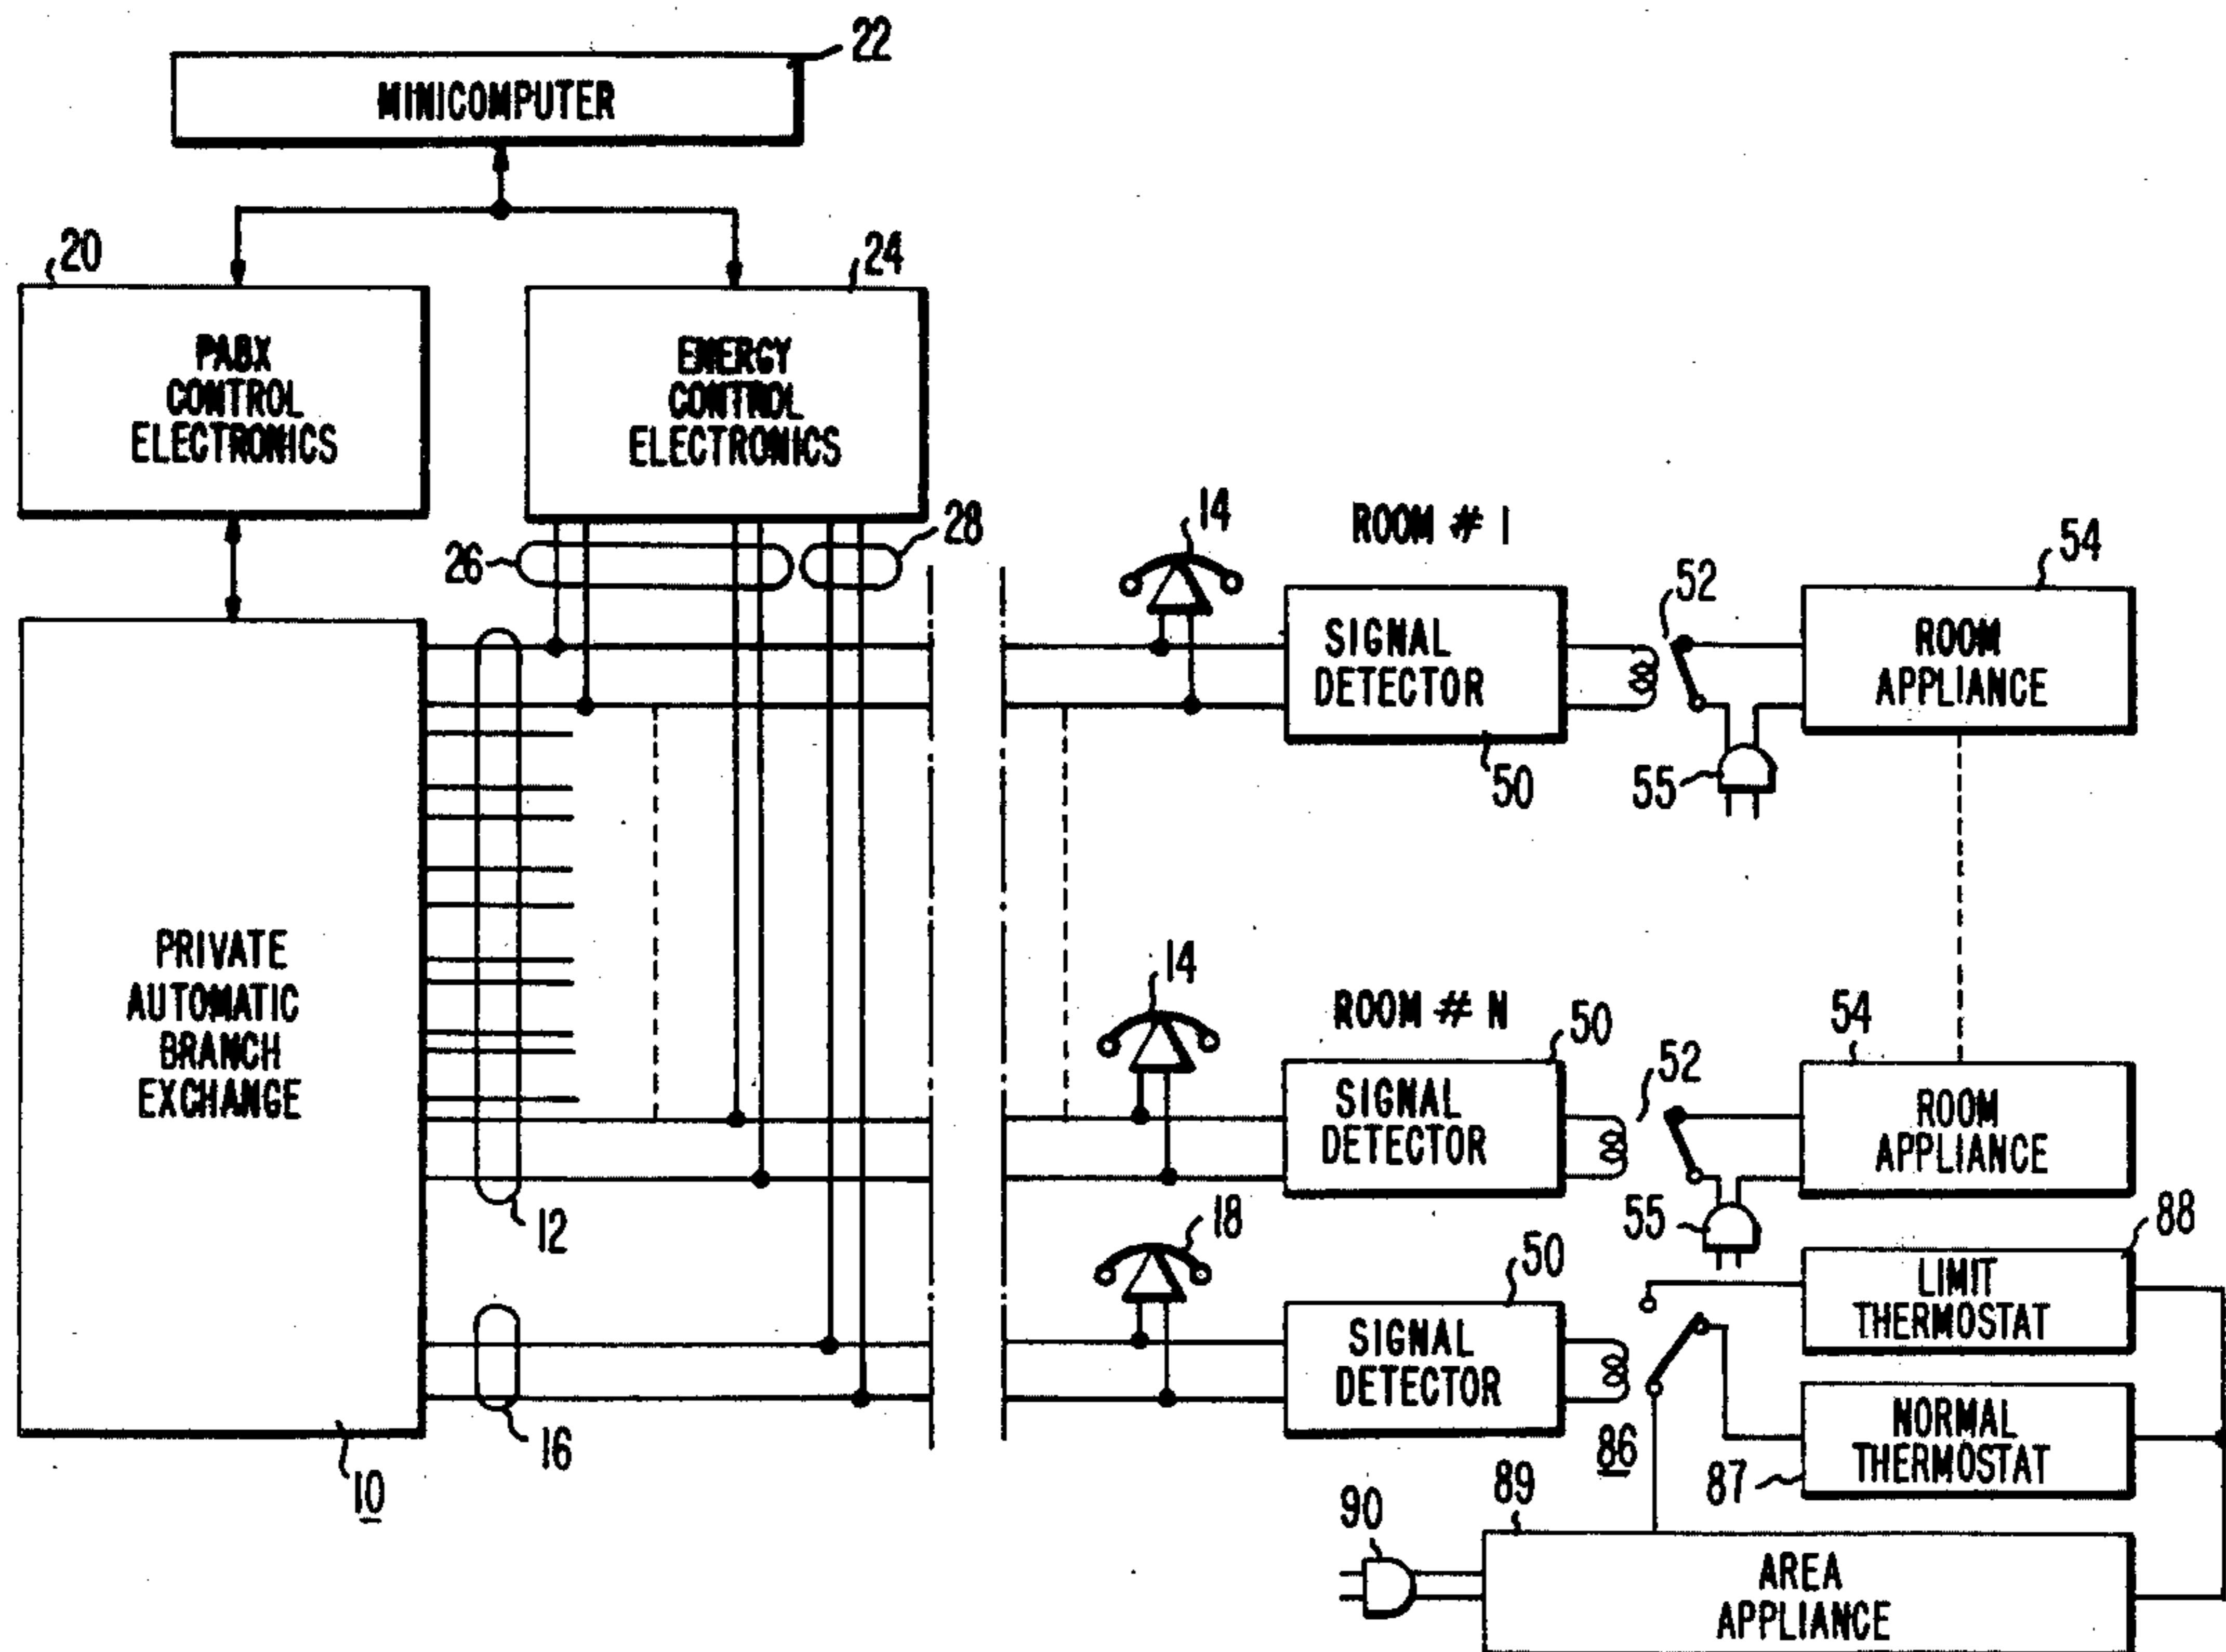 22
MINICOMPUTER
20
24
PABX
CONTROL
ELECTRONICS
ENERGY
CONTROL
ELECTRONICS
26
28
14
ROOM # 1
52
54
SIGNAL
DETECTOR
50
55
ROOM
APPLIANCE
PRIVATE
AUTOMATIC
BRANCH
EXCHANGE
10
12
16
14
ROOM # N
50
52
54
SIGNAL
DETECTOR
55
ROOM
APPLIANCE
18
50
SIGNAL
DETECTOR
86
88
LIMIT
THERMOSTAT
87
NORMAL
THERMOSTAT
89
90
AREA
APPLIANCE